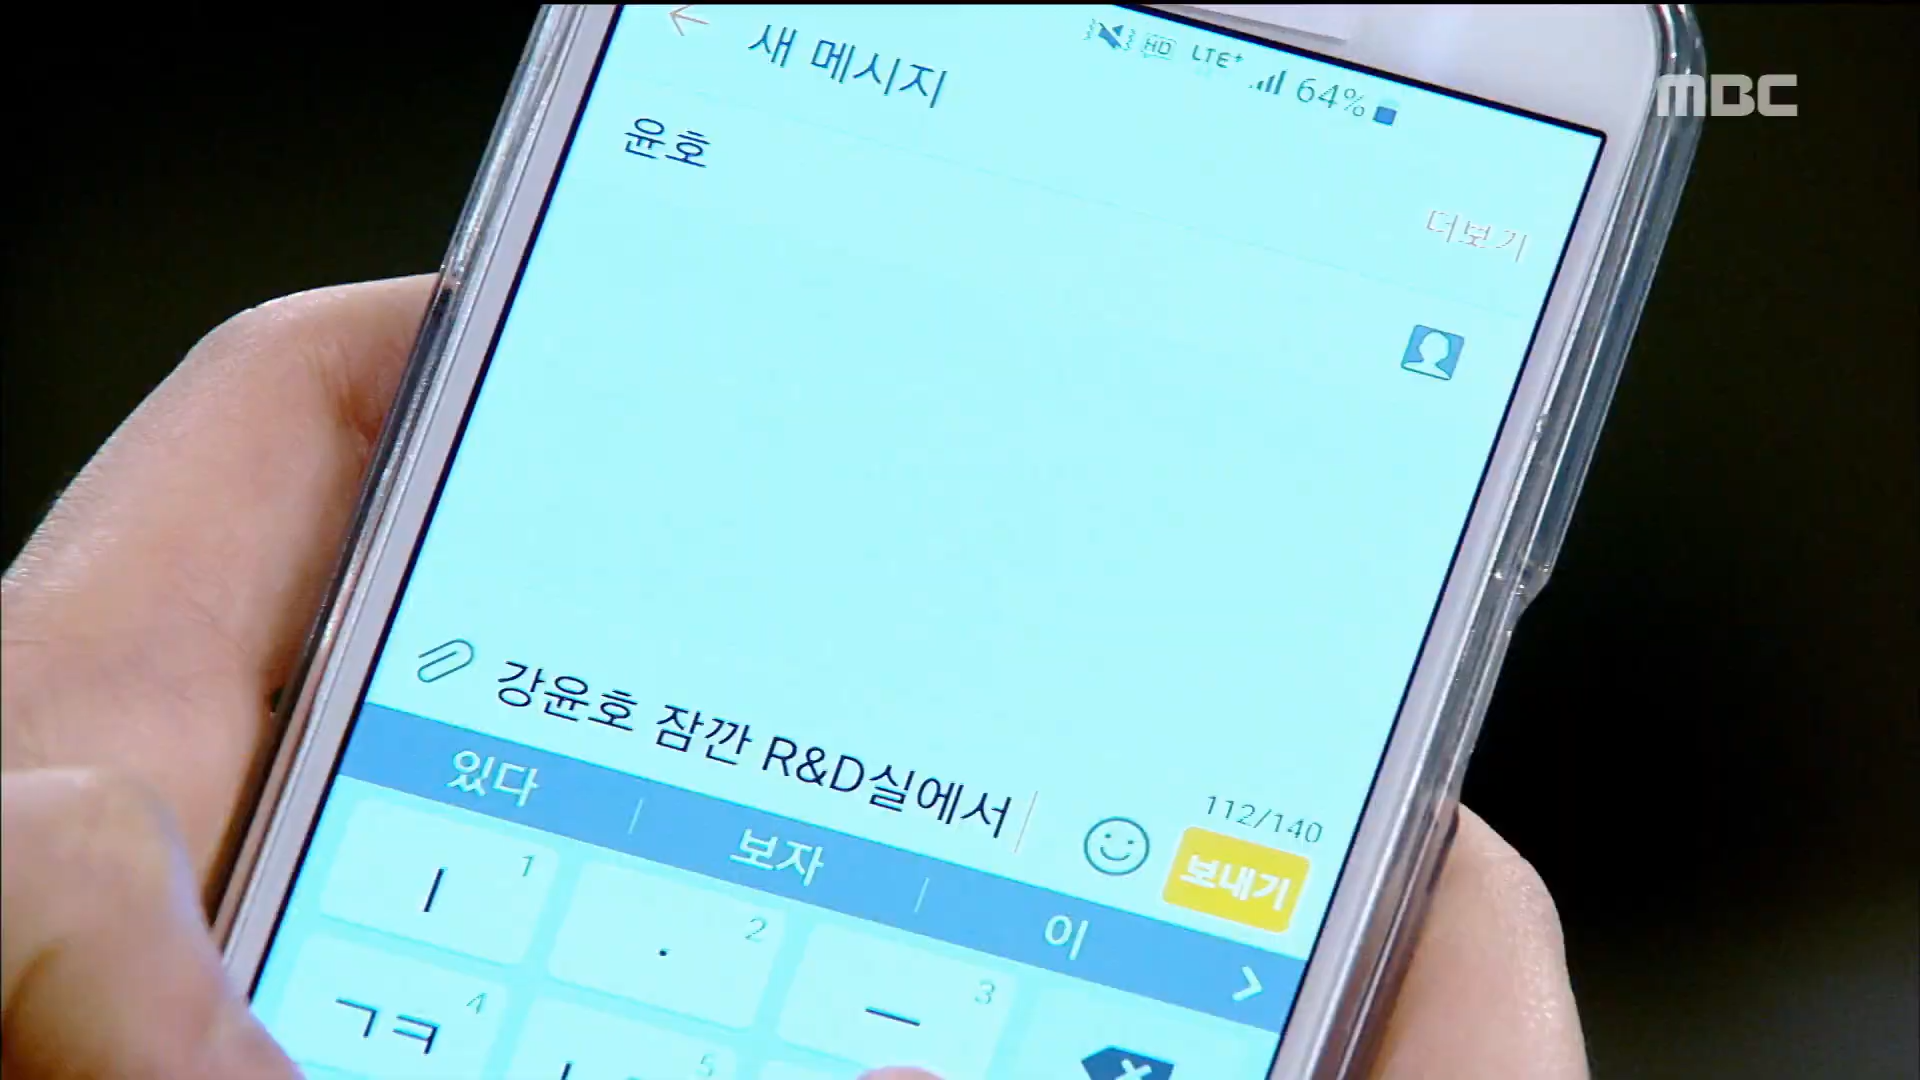 새 메시지
HD LTE+ 64%
MBC
윤호
더보기
강윤호 잠깐 R&D실에서
112/140
보내기
있다 보자 이 >
ㅣ 1
· 2
ㅡ 3
ㄱㅋ 4
5